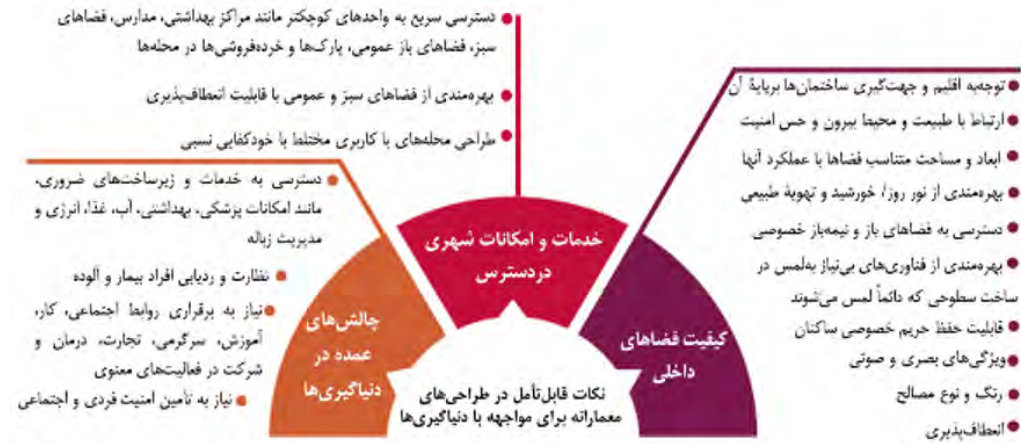 دسترسی سریع به واحدهای کوچکتر مانند مراکز بهداشتی، مدارس، فضاهای
سبز، فضاهای باز عمومی، پارک‌ها و خرده‌فروشی‌ها در محله‌ها
بهره‌مندی از فضاهای سبز و عمومی با قابلیت انعطاف‌پذیری
طراحی محله‌های با کاربری مختلط با خودکفایی نسبی
خدمات و امکانات شهری
دردسترس
توجه‌به اقلیم و جهت‌گیری ساختمان‌ها برپایۀ آن
ارتباط با طبیعت و محیط بیرون و حس امنیت
ابعاد و مساحت متناسب فضاها با عملکرد آنها
بهره‌مندی از نور روز/ خورشید و تهویۀ طبیعی
دسترسی به فضاهای باز و نیمه‌باز خصوصی
بهره‌مندی از فناوری‌های بی‌نیاز به‌لمس در
ساخت سطوحی که دائماً لمس می‌شوند
قابلیت حفظ حریم خصوصی ساکنان
ویژگی‌های بصری و صوتی
رنگ و نوع مصالح
انعطاف‌پذیری
کیفیت فضاهای
داخلی
دسترسی به خدمات و زیرساخت‌های ضروری،
مانند امکانات پزشکی، بهداشتی، آب، غذا، انرژی و
مدیریت زباله
نظارت و ردیابی افراد بیمار و آلوده
نیاز به برقراری روابط اجتماعی، کار،
آموزش، سرگرمی، تجارت، درمان و
شرکت در فعالیت‌های معنوی
نیاز به تأمین امنیت فردی و اجتماعی
چالش‌های
عمده در
دنیاگیری‌ها
نکات قابل‌تأمل در طراحی‌های
معمارانه برای مواجهه با دنیاگیری‌ها